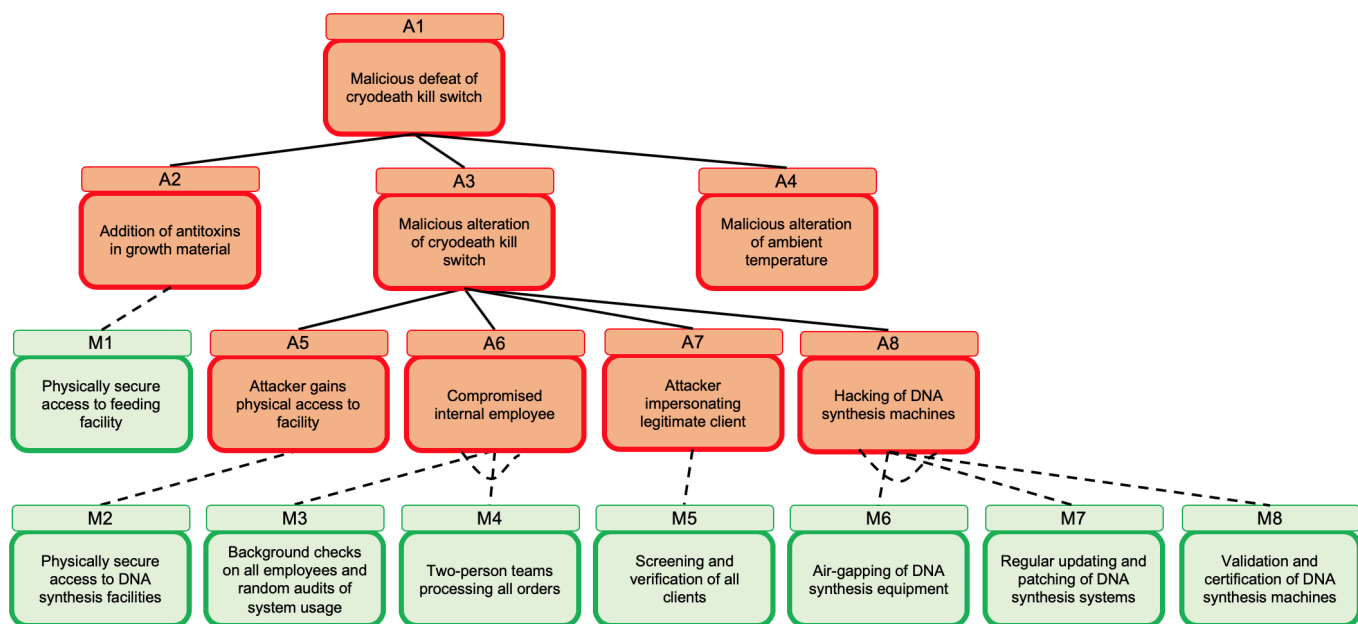 A1
Malicious defeat of
cryodeath kill switch
A2
Addition of antitoxins
in growth material
A3
Malicious alteration
of cryodeath kill
switch
A4
Malicious alteration
of ambient
temperature
M1
Physically secure
access to feeding
facility
A5
Attacker gains
physical access to
facility
A6
Compromised
internal employee
A7
Attacker
impersonating
legitimate client
A8
Hacking of DNA
synthesis machines
M2
Physically secure
access to DNA
synthesis facilities
M3
Background checks
on all employees and
random audits of
system usage
M4
Two-person teams
processing all orders
M5
Screening and
verification of all
clients
M6
Air-gapping of DNA
synthesis equipment
M7
Regular updating and
patching of DNA
synthesis systems
M8
Validation and
certification of DNA
synthesis machines